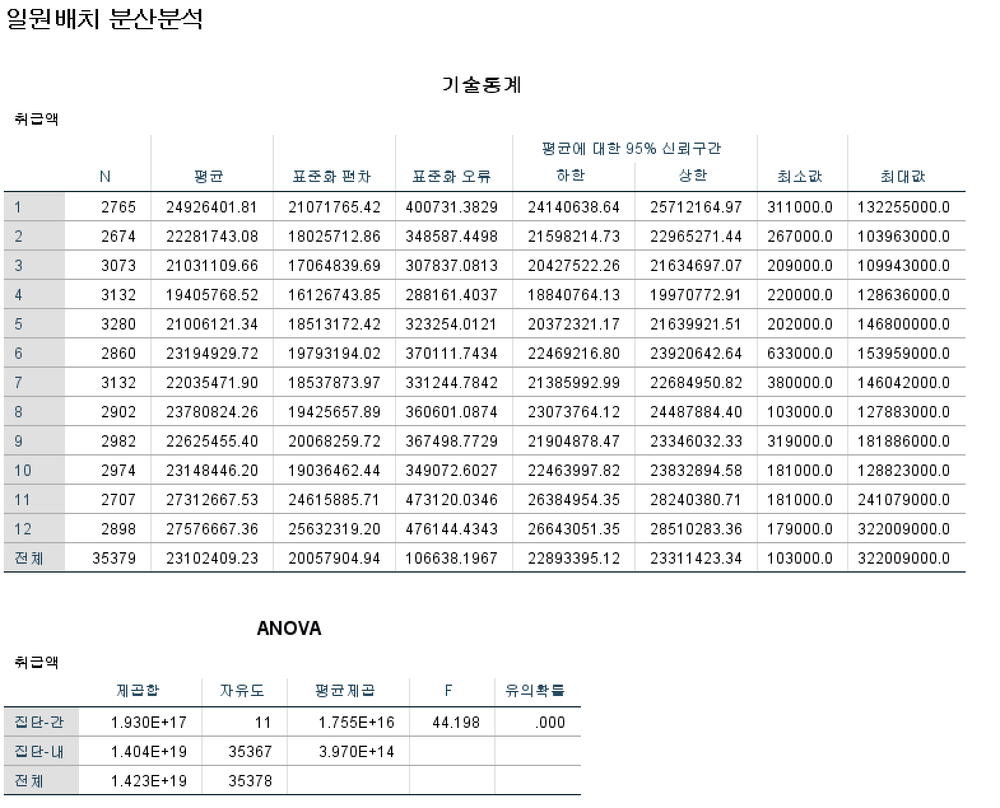 일원배치 분산분석
기술통계
취급액
평균에 대한 95% 신뢰구간
N 평균 표준화 편차 표준화 오류 하한 상한 최소값 최대값
1 2765 24926401.81 21071765.42 400731.3829 24140638.64 25712164.97 311000.0 132255000.0
2 2674 22281743.08 18025712.86 348587.4498 21598214.73 22965271.44 267000.0 103963000.0
3 3073 21031109.66 17064839.69 307837.0813 20427522.26 21634697.07 209000.0 109943000.0
4 3132 19405768.52 16126743.85 288161.4037 18840764.13 19970772.91 220000.0 128636000.0
5 3280 21006121.34 18513172.42 323254.0121 20372321.17 21639921.51 202000.0 146800000.0
6 2860 23194929.72 19793194.02 370111.7434 22469216.80 23920642.64 633000.0 153959000.0
7 3132 22035471.90 18537873.97 331244.7842 21385992.99 22684950.82 380000.0 146042000.0
8 2902 23780824.26 19425657.89 360601.0874 23073764.12 24487884.40 103000.0 127883000.0
9 2982 22625455.40 20068259.72 367498.7729 21904878.47 23346032.33 319000.0 181886000.0
10 2974 23148446.20 19036462.44 349072.6027 22463997.82 23832894.58 181000.0 128823000.0
11 2707 27312667.53 24615885.71 473120.0346 26384954.35 28240380.71 181000.0 241079000.0
12 2898 27576667.36 25632319.20 476144.4343 26643051.35 28510283.36 179000.0 322009000.0
전체 35379 23102409.23 20057904.94 106638.1967 22893395.12 23311423.34 103000.0 322009000.0
ANOVA
취급액
제곱합 자유도 평균제곱 F 유의확률
집단-간 1.930E+17 11 1.755E+16 44.198 .000
집단-내 1.404E+19 35367 3.970E+14
전체 1.423E+19 35378